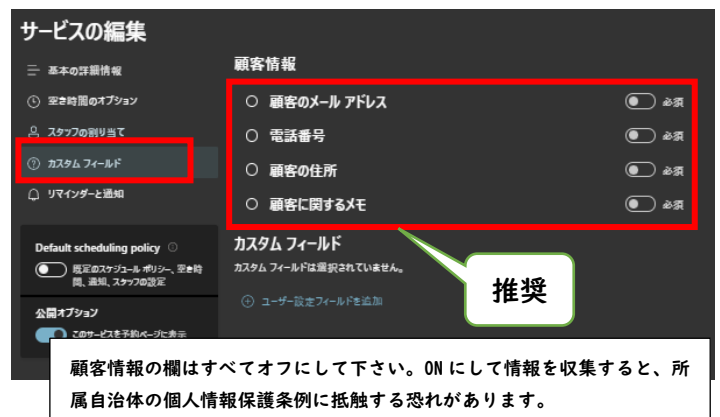 サービスの編集
基本の詳細情報
空き時間のオプション
スタッフの割り当て
カスタム フィールド
リマインダーと通知
Default scheduling policy
既定のスケジュール ポリシー、空き時
間、通知、スタッフの設定
公開オプション
このサービスを予約ページに表示
顧客情報
顧客のメール アドレス 必須
電話番号 必須
顧客の住所 必須
顧客に関するメモ 必須
カスタム フィールド
カスタム フィールドは選択されていません。
ユーザー設定フィールドを追加
推奨
顧客情報の欄はすべてオフにして下さい。ONにして情報を収集すると、所
属自治体の個人情報保護条例に抵触する恐れがあります。